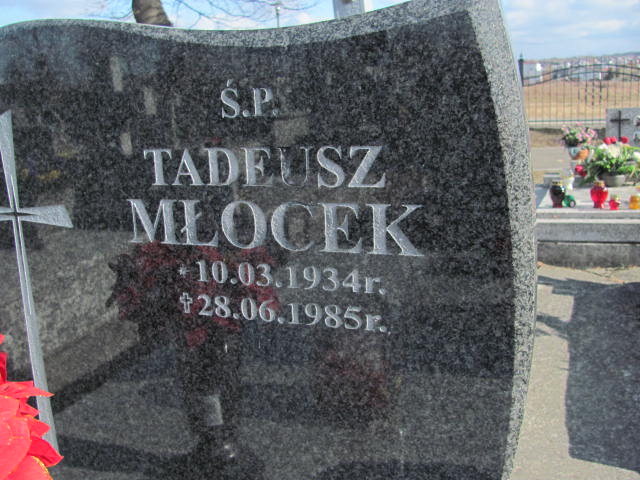 Ś.P.
TADEUSZ
MŁOCEK
* 10.03.1934r.
✝ 28.06.1985r.